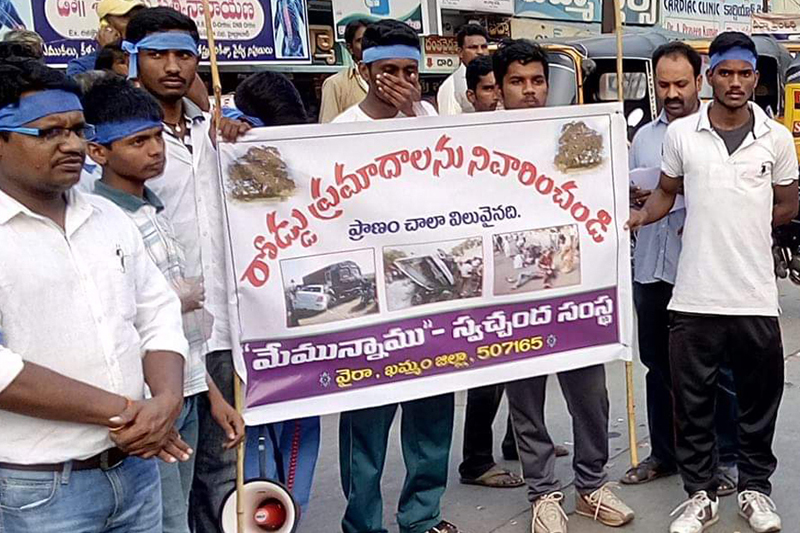 CARDIAC
CLINIC
రోడ్డు ప్రమాదాలను నివారించండి
ప్రాణం చాలా విలువైనది.
"మేమున్నాము"- స్వచ్ఛంద సంస్థ
వైరా, ఖమ్మం జిల్లా, 507165